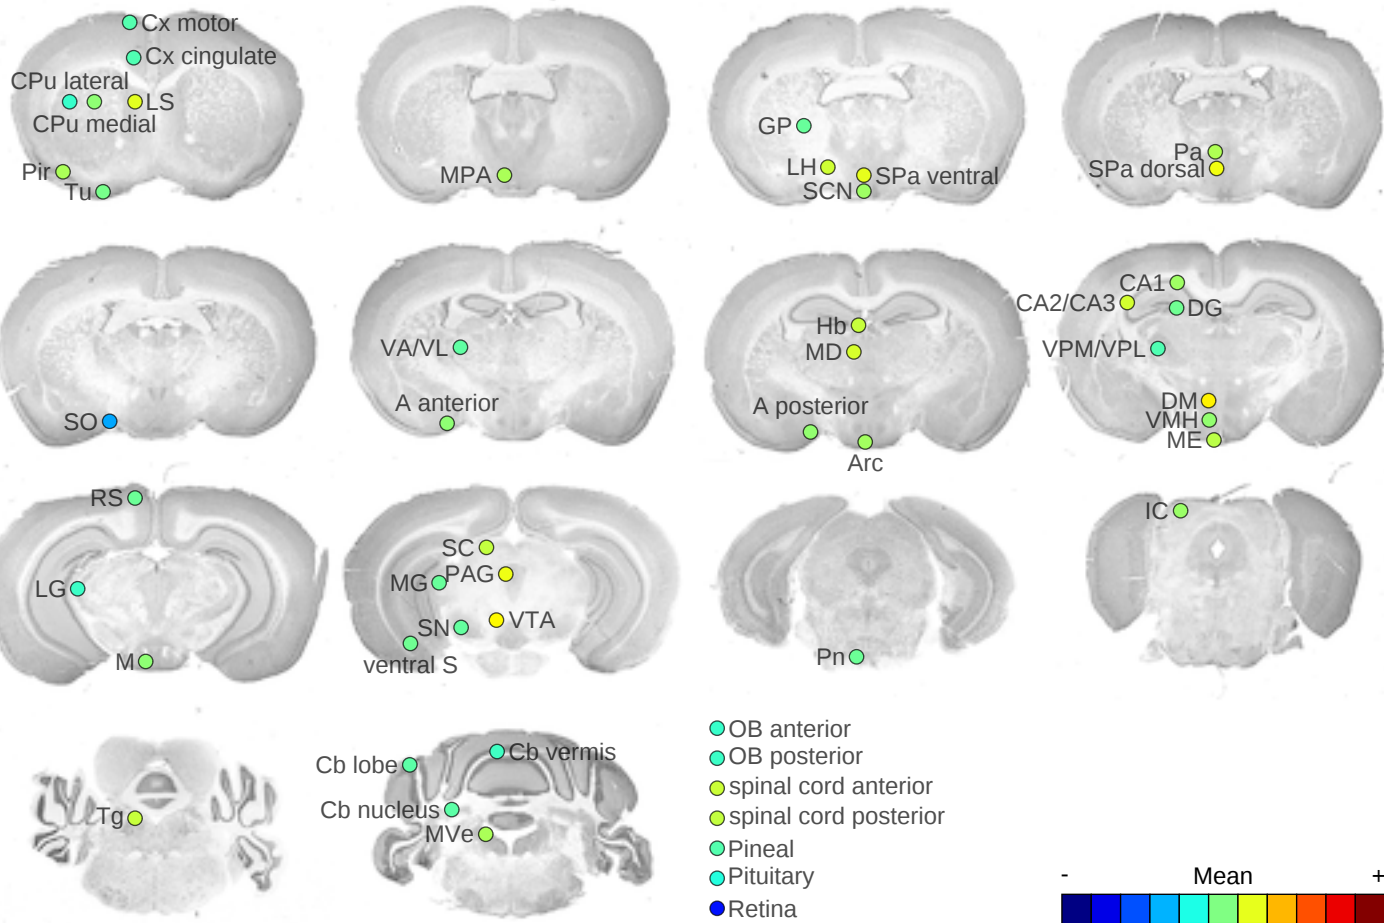 Cx motor
Cx cingulate
CPu lateral
LS
CPu medial
Pir
Tu
MPA
GP
LH
SPa ventral
SCN
Pa
SPa dorsal
SO
VA/VL
A anterior
Hb
MD
A posterior
Arc
CA1
CA2/CA3
DG
VPM/VPL
DM
VMH
ME
RS
LG
M
SC
MG
PAG
SN
VTA
ventral S
Pn
IC
Tg
Cb lobe
Cb vermis
Cb nucleus
MVe
OB anterior
OB posterior
spinal cord anterior
spinal cord posterior
Pineal
Pituitary
Retina
- Mean +